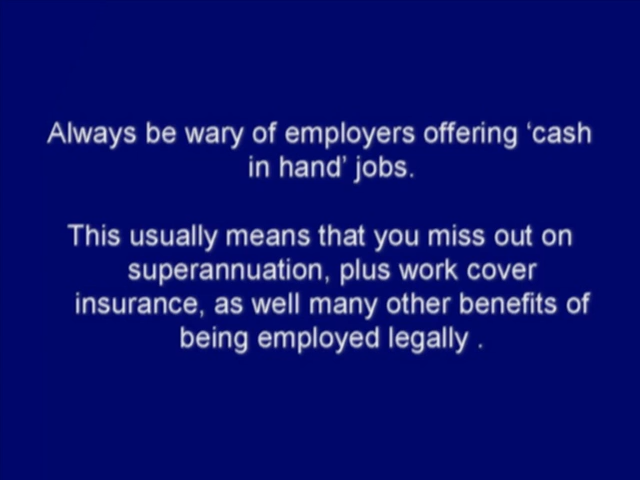 Always be wary of employers offering ‘cash
in hand’ jobs.
This usually means that you miss out on
superannuation, plus work cover
insurance, as well many other benefits of
being employed legally .